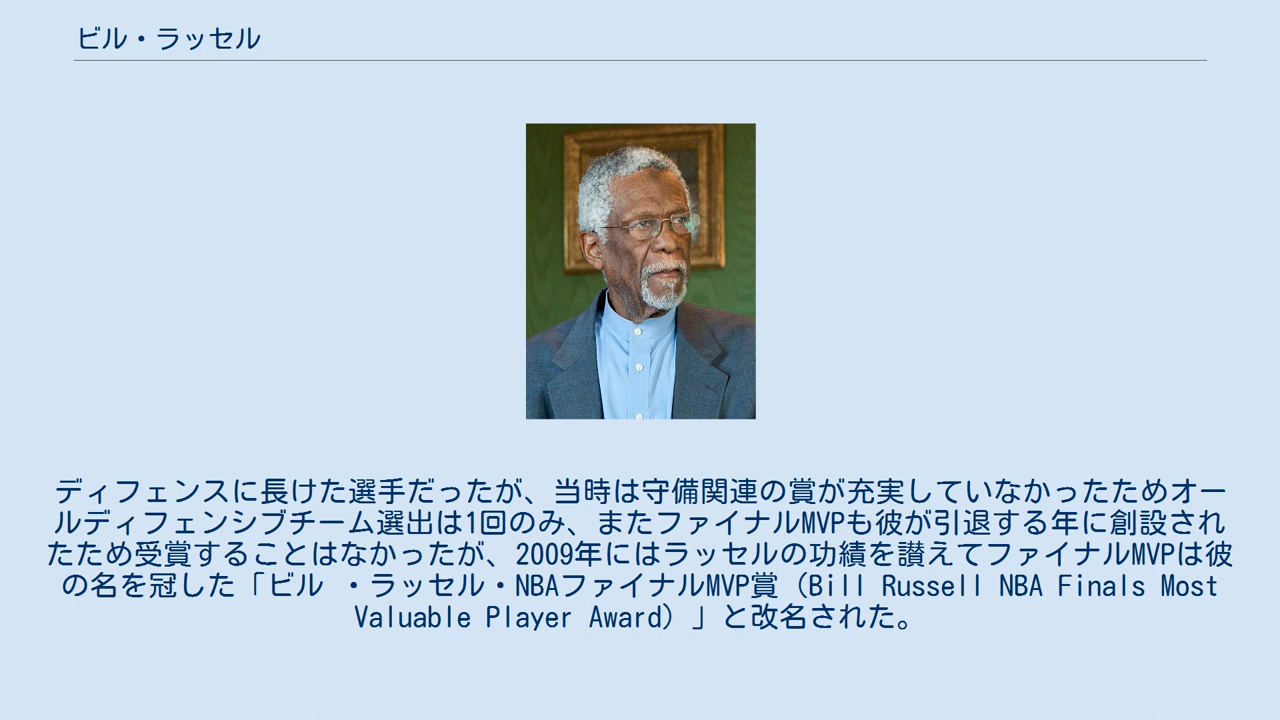 ビル・ラッセル
ディフェンスに長けた選手だったが、当時は守備関連の賞が充実していなかったためオー
ルディフェンシブチーム選出は1回のみ、またファイナルMVPも彼が引退する年に創設され
たため受賞することはなかったが、2009年にはラッセルの功績を讃えてファイナルMVPは彼
の名を冠した「ビル ・ラッセル・NBAファイナルMVP賞（Bill Russell NBA Finals Most
Valuable Player Award）」と改名された。